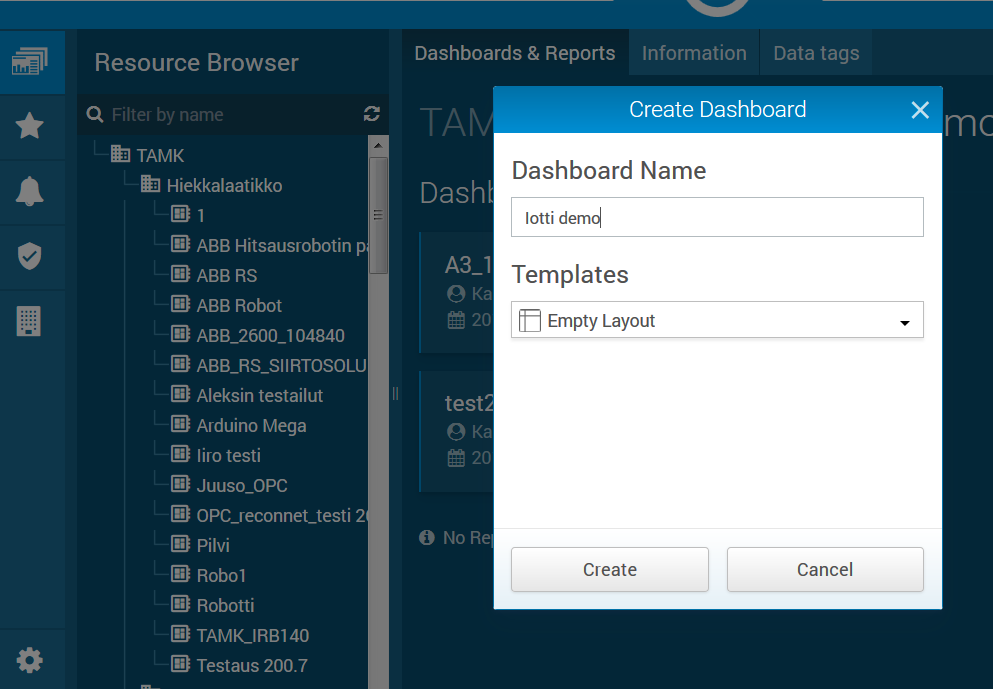 Resource Browser
Filter by name
TAMK
Hiekkalaatikko
1
ABB Hitsausrobotin pa
ABB RS
ABB Robot
ABB_2600_104840
ABB_RS_SIIRTOSOLU
Aleksin testailut
Arduino Mega
Iiro testi
Juuso_OPC
OPC_reconnet_testi 20
Pilvi
Robo1
Robotti
TAMK_IRB140
Testaus 200.7
Dashboards & Reports
Information
Data tags
TAM
mo
Dashb
A3_1
Ka
20
test2
Ka
20
No Rep
Create Dashboard
Dashboard Name
Iotti demo
Templates
Empty Layout
Create
Cancel